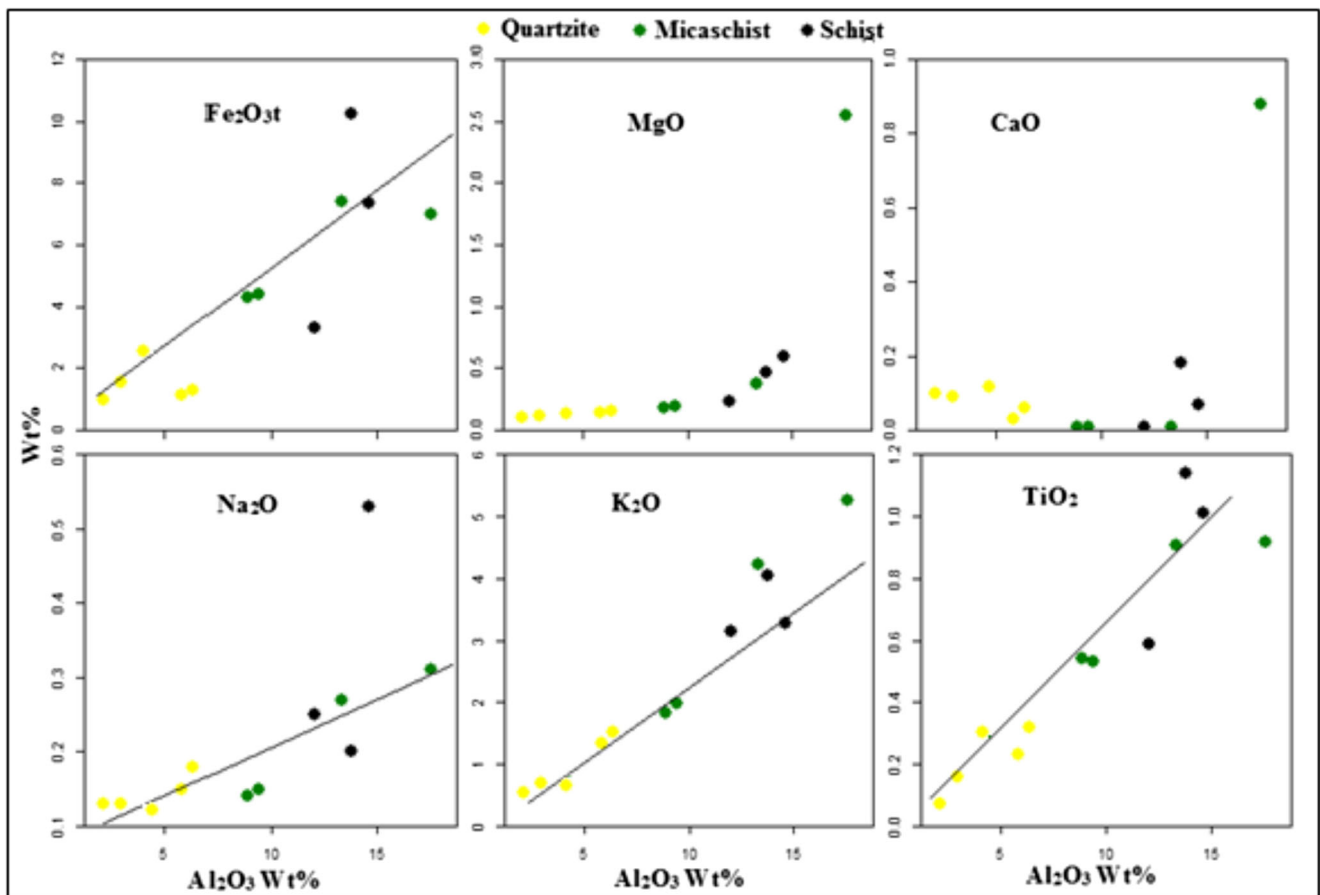 Quartzite Micaschist Schist
Fe₂O₃t
0 2 4 6 8 10 12
MgO
0.0 0.5 1.0 1.5 2.0 2.5 3.0
CaO
0.0 0.2 0.4 0.6 0.8 1.0
Wt%
Na₂O
0.1 0.2 0.3 0.4 0.5 0.6
K₂O
0 1 2 3 4 5 6
TiO₂
0.0 0.2 0.4 0.6 0.8 1.0 1.2
5 10 15
5 10 15
5 10 15
Al₂O₃ Wt%
Al₂O₃ Wt%
Al₂O₃ Wt%